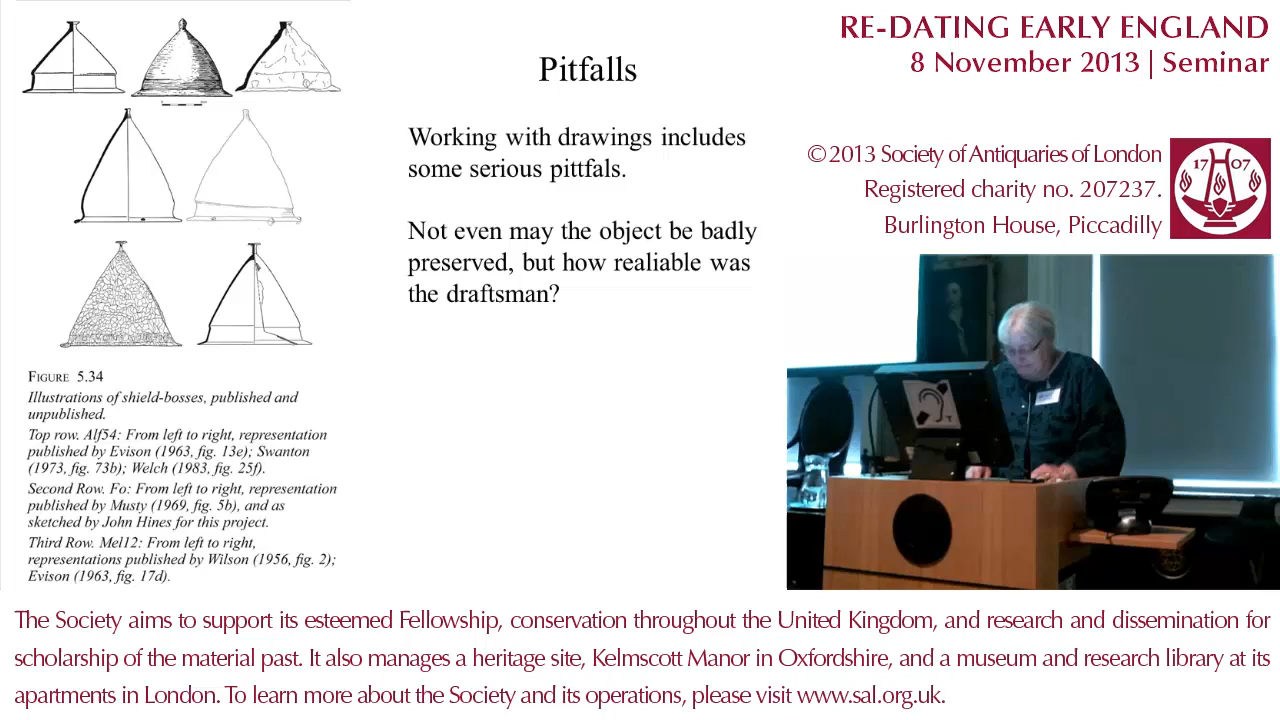 RE-DATING EARLY ENGLAND
8 November 2013 | Seminar
© 2013 Society of Antiquaries of London
Registered charity no. 207237.
Burlington House, Piccadilly
17 07
Pitfalls
Working with drawings includes
some serious pittfals.
Not even may the object be badly
preserved, but how realiable was
the draftsman?
FIGURE 5.34
Illustrations of shield-bosses, published and
unpublished.
Top row. Alf54: From left to right, representation
published by Evison (1963, fig. 13e); Swanton
(1973, fig. 73b); Welch (1983, fig. 25f).
Second Row. Fo: From left to right, representation
published by Musty (1969, fig. 5b), and as
sketched by John Hines for this project.
Third Row. Mel12: From left to right,
representations published by Wilson (1956, fig. 2);
Evison (1963, fig. 17d).
T
The Society aims to support its esteemed Fellowship, conservation throughout the United Kingdom, and research and dissemination for
scholarship of the material past. It also manages a heritage site, Kelmscott Manor in Oxfordshire, and a museum and research library at its
apartments in London. To learn more about the Society and its operations, please visit www.sal.org.uk.